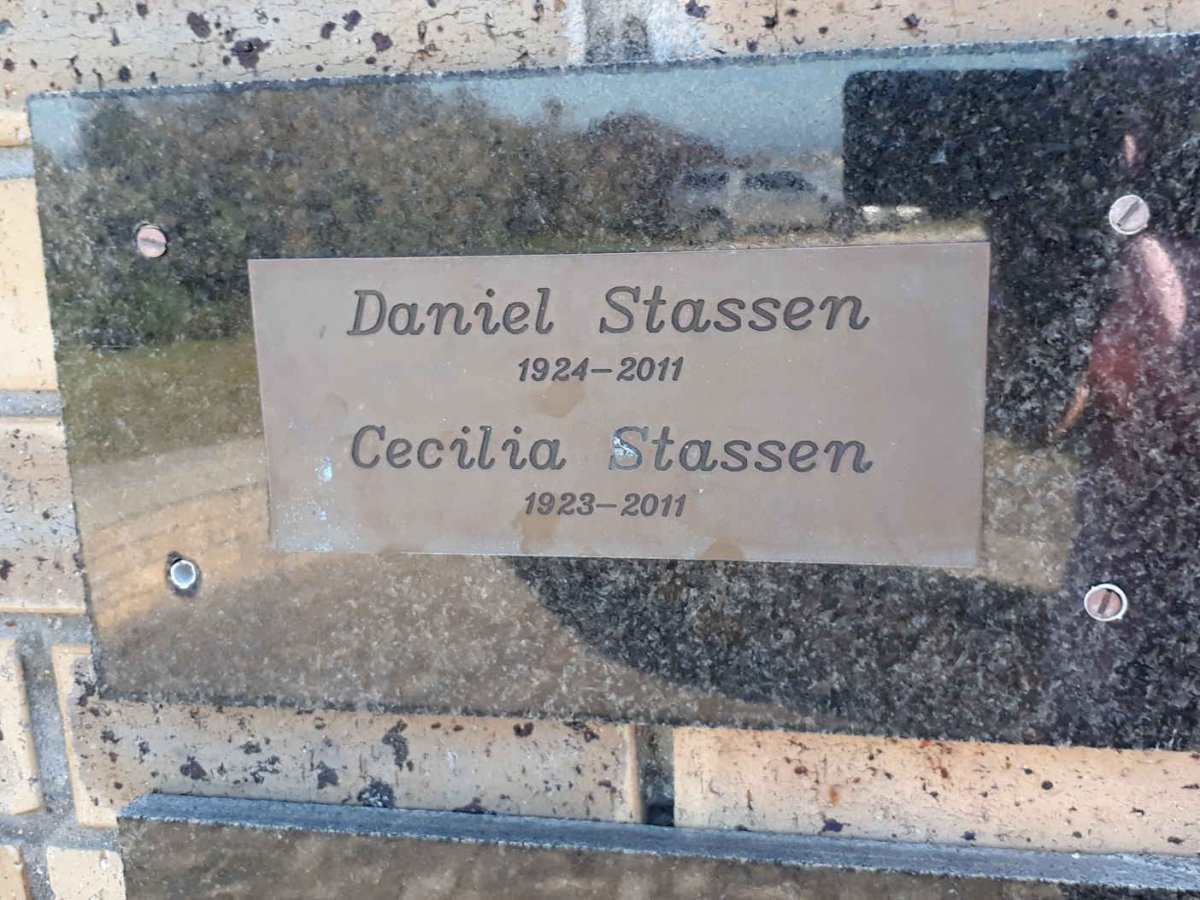 Daniel Stassen
1924-2011
Cecilia Stassen
1923-2011